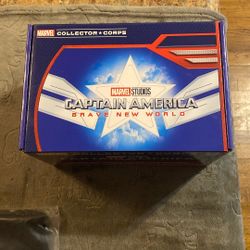 MARVEL COLLECTOR ★ CORPS
MARVEL STUDIOS
CAPTAIN AMERICA
BRAVE NEW WORLD